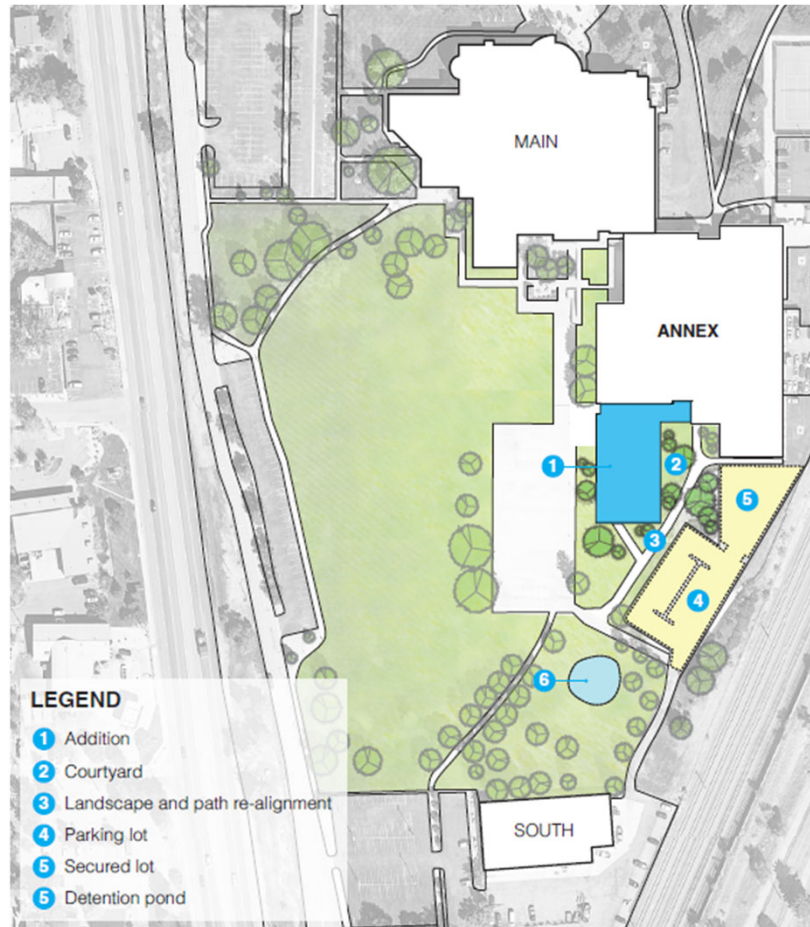 MAIN
ANNEX
1
2
5
3
4
6
LEGEND
1 Addition
2 Courtyard
3 Landscape and path re-alignment
4 Parking lot
5 Secured lot
5 Detention pond
SOUTH